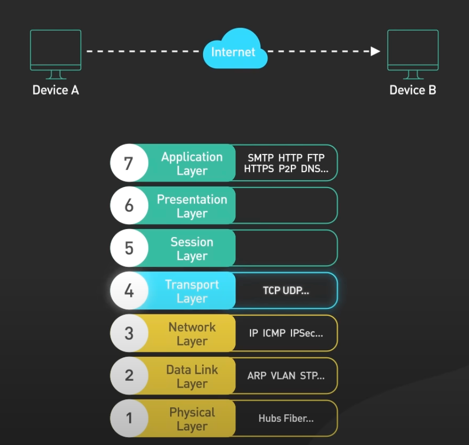 Internet
Device A
Device B
7
Application
Layer
SMTP HTTP FTP
HTTPS P2P DNS...
6
Presentation
Layer
5
Session
Layer
4
Transport
Layer
TCP UDP...
3
Network
Layer
IP ICMP IPSec...
2
Data Link
Layer
ARP VLAN STP...
1
Physical
Layer
Hubs Fiber...